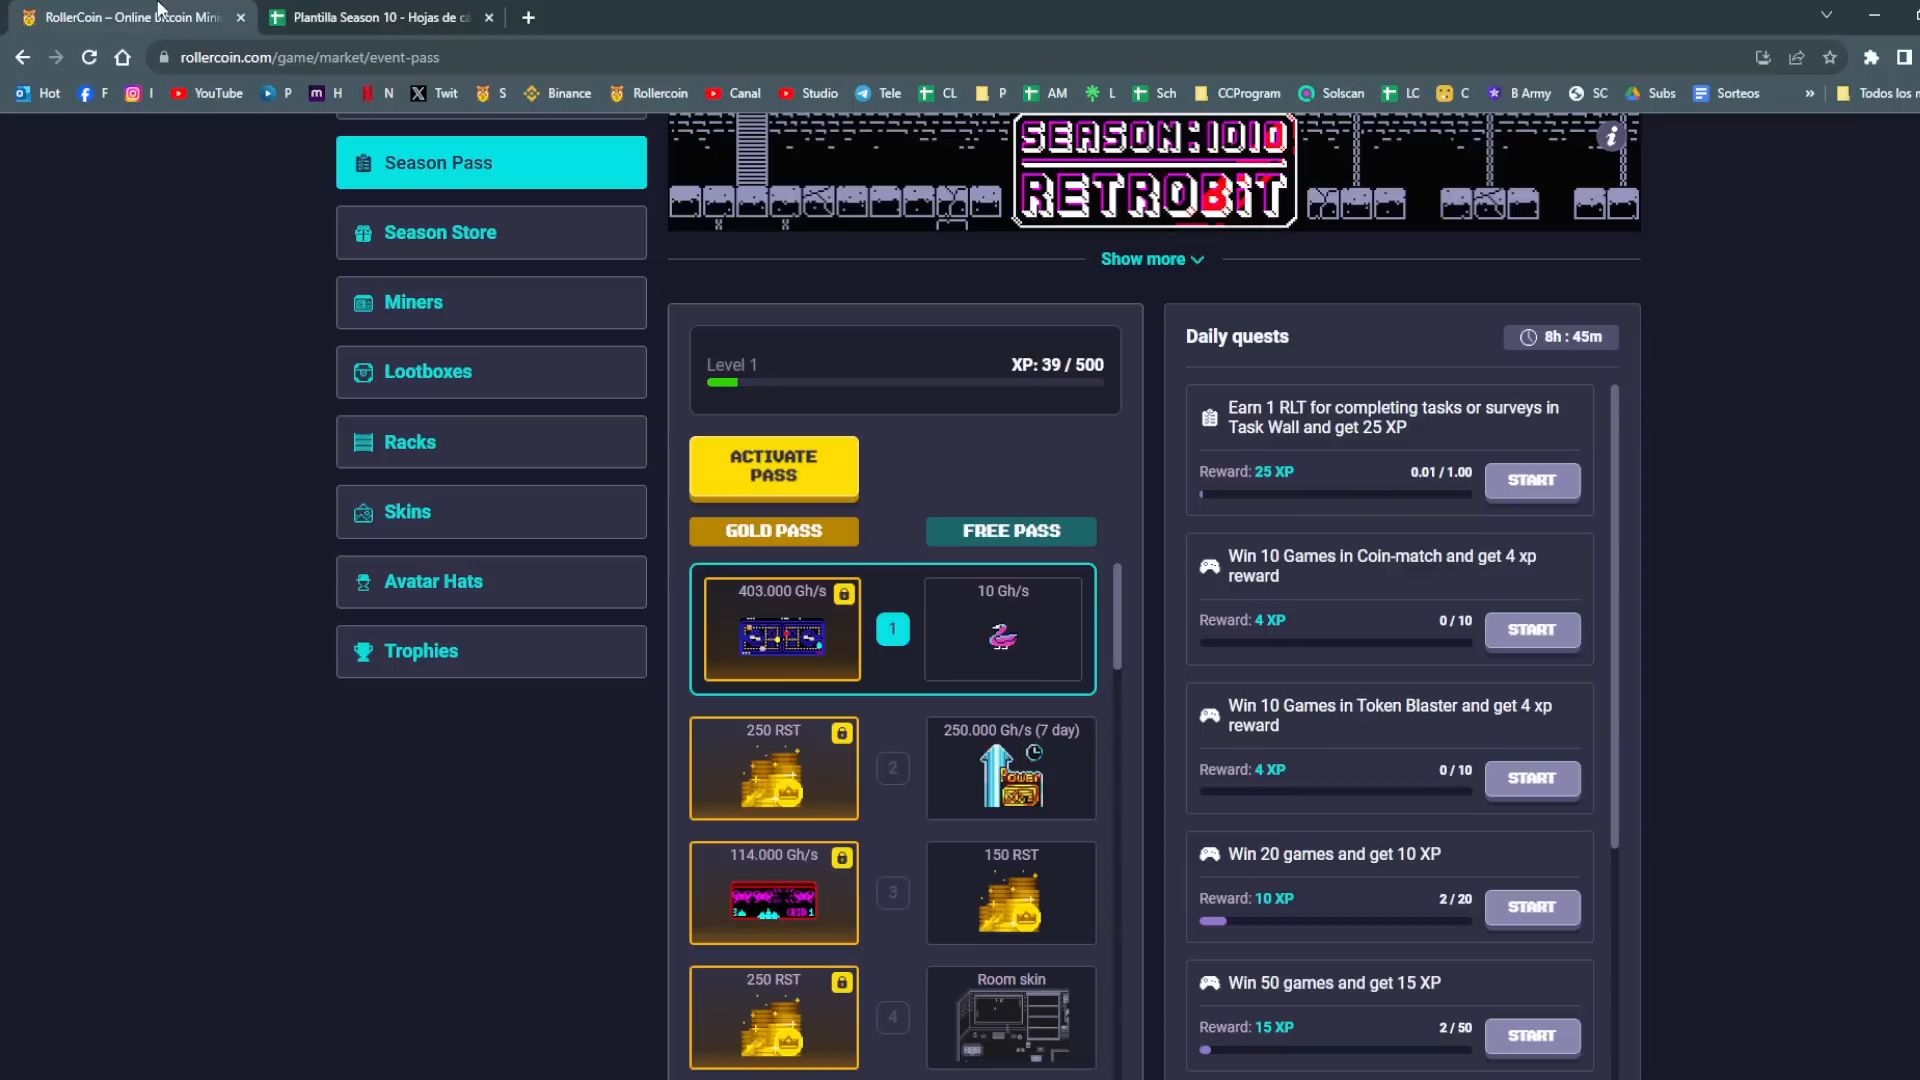 RollerCoin – Online Bitcoin Mini
Plantilla Season 10 - Hojas de cá
rollercoin.com/game/market/event-pass
Hot F I YouTube P H N Twit S Binance Rollercoin Canal Studio Tele CL P AM L Sch CCProgram Solscan LC C B Army SC Subs Sorteos » Todos los m
SEASON:1010
RETROBIT
Show more
Season Pass
Season Store
Miners
Lootboxes
Racks
Skins
Avatar Hats
Trophies
Level 1
XP: 39 / 500
ACTIVATE
PASS
GOLD PASS
FREE PASS
403.000 Gh/s
1
10 Gh/s
250 RST
2
250.000 Gh/s (7 day)
POWER
114.000 Gh/s
3
150 RST
250 RST
4
Room skin
Daily quests
8h : 45m
Earn 1 RLT for completing tasks or surveys in
Task Wall and get 25 XP
Reward: 25 XP
0.01 / 1.00
START
Win 10 Games in Coin-match and get 4 xp
reward
Reward: 4 XP
0 / 10
START
Win 10 Games in Token Blaster and get 4 xp
reward
Reward: 4 XP
0 / 10
START
Win 20 games and get 10 XP
Reward: 10 XP
2 / 20
START
Win 50 games and get 15 XP
Reward: 15 XP
2 / 50
START